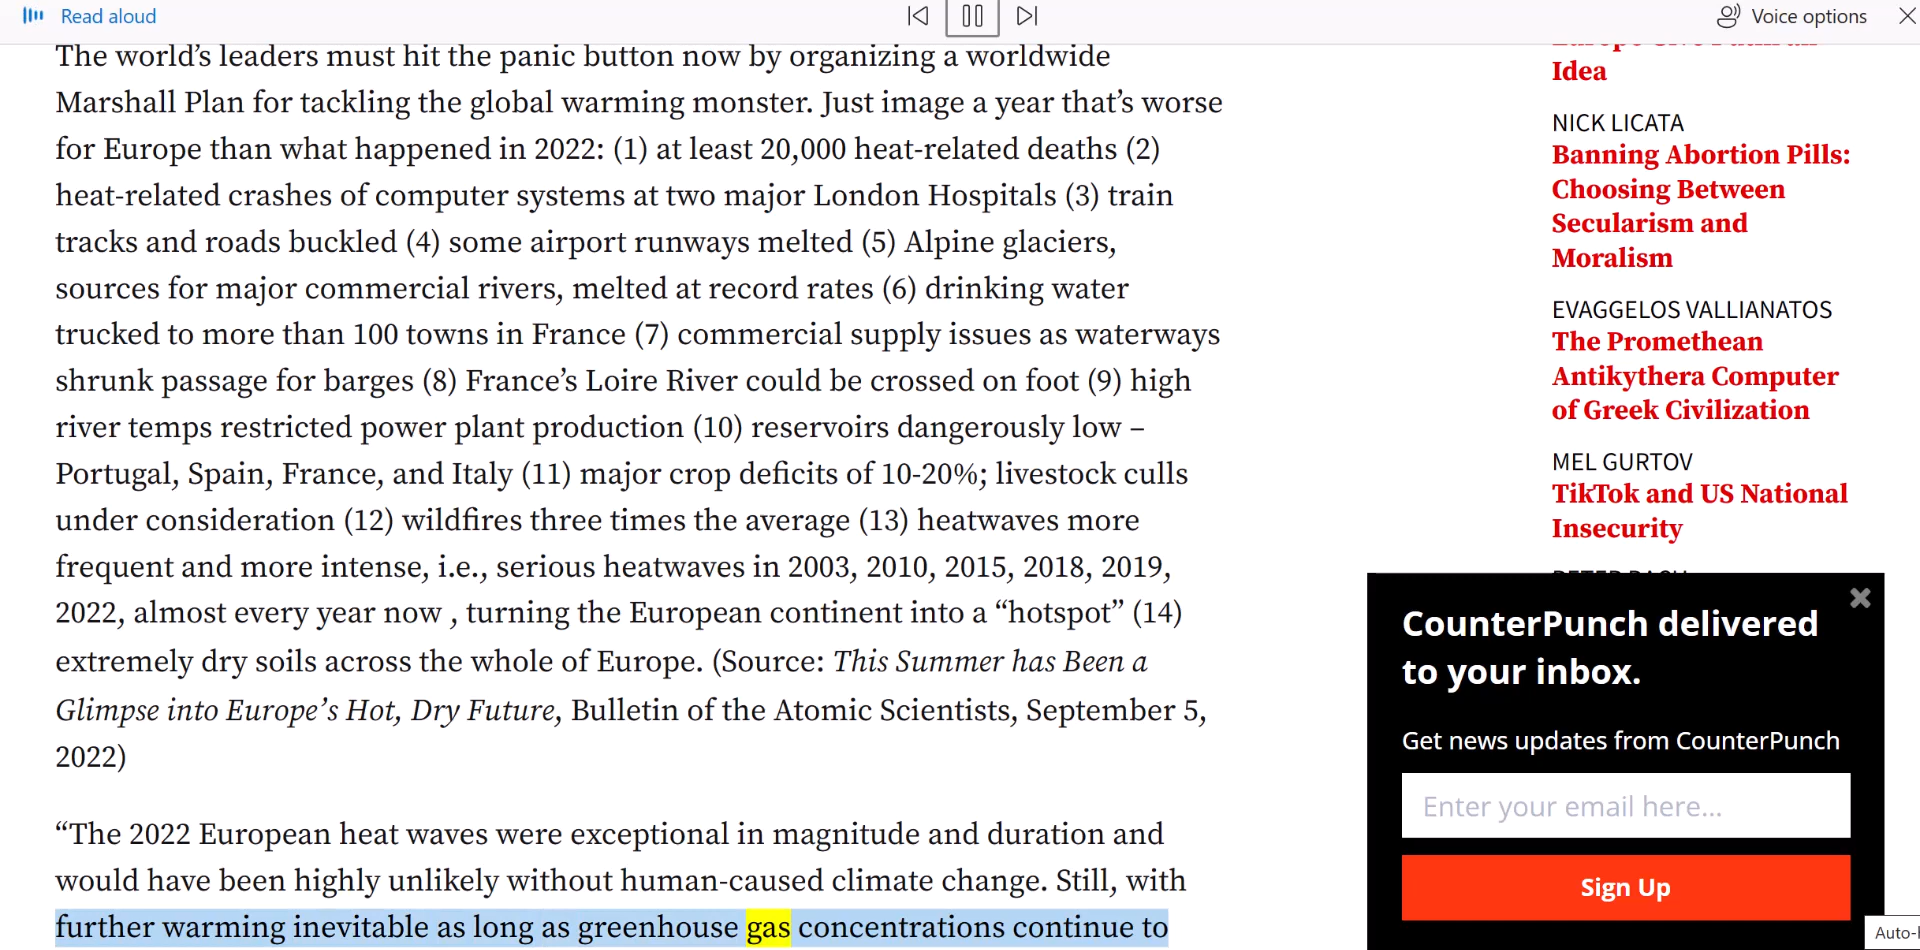 Read aloud
Voice options
The world’s leaders must hit the panic button now by organizing a worldwide
Marshall Plan for tackling the global warming monster. Just image a year that’s worse
for Europe than what happened in 2022: (1) at least 20,000 heat-related deaths (2)
heat-related crashes of computer systems at two major London Hospitals (3) train
tracks and roads buckled (4) some airport runways melted (5) Alpine glaciers,
sources for major commercial rivers, melted at record rates (6) drinking water
trucked to more than 100 towns in France (7) commercial supply issues as waterways
shrunk passage for barges (8) France’s Loire River could be crossed on foot (9) high
river temps restricted power plant production (10) reservoirs dangerously low –
Portugal, Spain, France, and Italy (11) major crop deficits of 10-20%; livestock culls
under consideration (12) wildfires three times the average (13) heatwaves more
frequent and more intense, i.e., serious heatwaves in 2003, 2010, 2015, 2018, 2019,
2022, almost every year now , turning the European continent into a “hotspot” (14)
extremely dry soils across the whole of Europe. (Source: This Summer has Been a
Glimpse into Europe’s Hot, Dry Future, Bulletin of the Atomic Scientists, September 5,
2022)
“The 2022 European heat waves were exceptional in magnitude and duration and
would have been highly unlikely without human-caused climate change. Still, with
further warming inevitable as long as greenhouse gas concentrations continue to
Idea
NICK LICATA
Banning Abortion Pills:
Choosing Between
Secularism and
Moralism
EVAGGELOS VALLIANATOS
The Promethean
Antikythera Computer
of Greek Civilization
MEL GURTOV
TikTok and US National
Insecurity
CounterPunch delivered
to your inbox.
Get news updates from CounterPunch
Enter your email here...
Sign Up